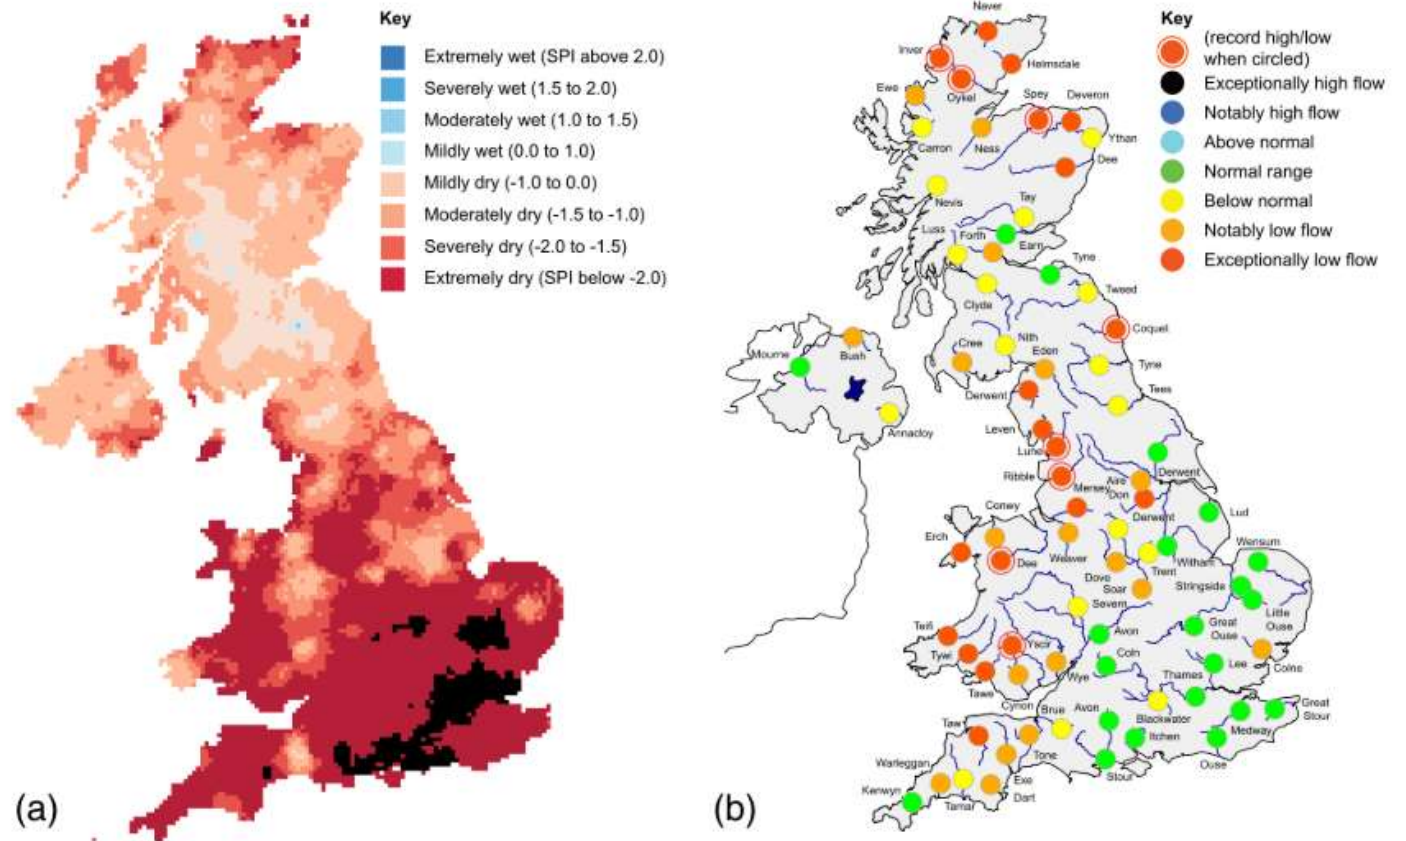 Key
Extremely wet (SPI above 2.0)
Severely wet (1.5 to 2.0)
Moderately wet (1.0 to 1.5)
Mildly wet (0.0 to 1.0)
Mildly dry (-1.0 to 0.0)
Moderately dry (-1.5 to -1.0)
Severely dry (-2.0 to -1.5)
Extremely dry (SPI below -2.0)
(a)
Key
(record high/low
when circled)
Exceptionally high flow
Notably high flow
Above normal
Normal range
Below normal
Notably low flow
Exceptionally low flow
Naver
Inver
Helmsdale
Ewe
Oykel
Spey
Deveron
Carron
Ness
Ythan
Dee
Nevis
Tay
Luss
Forth
Earn
Tyne
Clyde
Tweed
Coquet
Mourne
Bush
Cree
Nith
Eden
Tyne
Derwent
Tees
Annacloy
Leven
Lune
Ribble
Aire
Derwent
Mersey
Don
Conwy
Derwent
Lud
Erch
Dee
Weaver
Witham
Wensum
Dove
Trent
Stringside
Soar
Severn
Little
Ouse
Teifi
Avon
Great
Ouse
Tywi
Yscir
Coln
Lee
Colne
Tawe
Wye
Thames
Cynon
Brue
Avon
Blackwater
Great
Stour
Taw
Itchen
Medway
Tone
Ouse
Warleggan
Stour
Exe
Kenwyn
Tamar
Dart
(b)